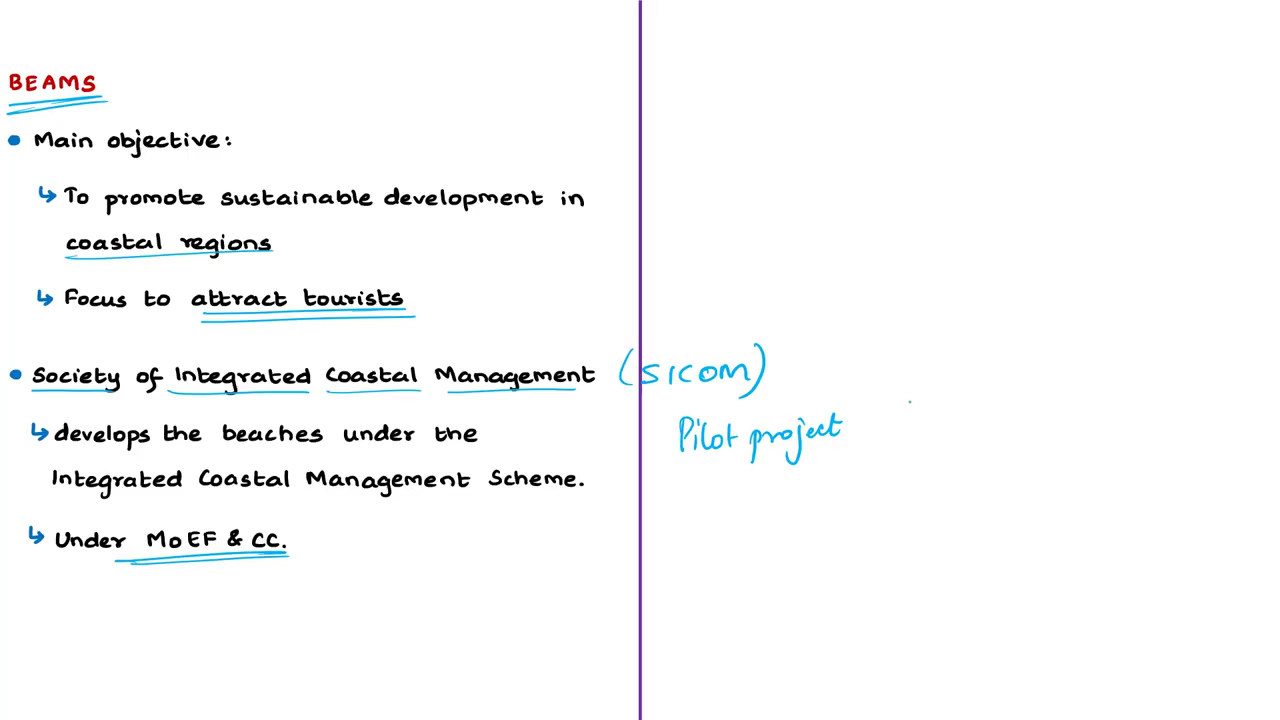 BEAMS
• Main objective:
↳ To promote sustainable development in
coastal regions
↳ Focus to attract tourists
• Society of Integrated Coastal Management (SICOM)
Pilot project
↳ develops the beaches under the
Integrated Coastal Management Scheme.
↳ Under MoEF & CC.